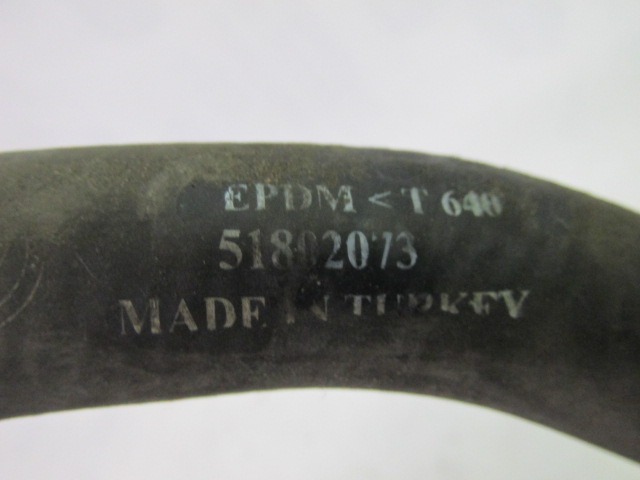 EPDM < T 640
51802073
MADE IN TURKEY